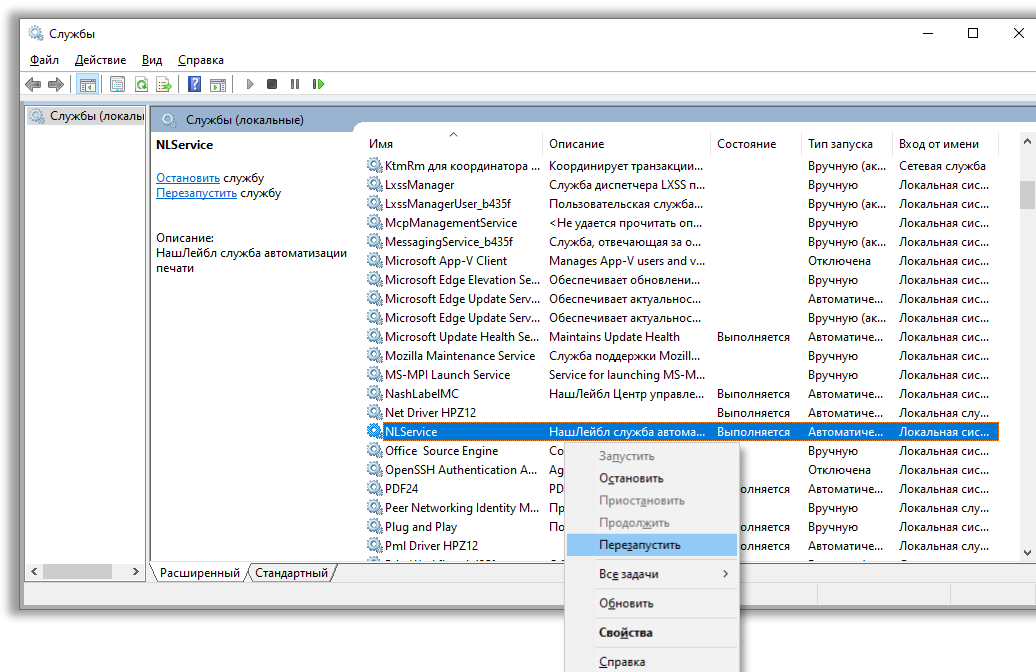 Службы
Файл Действие Вид Справка
Службы (локалы
Службы (локальные)
NLService
Остановить службу
Перезапустить службу
Описание:
НашЛейбл служба автоматизации
печати
Имя Описание Состояние Тип запуска Вход от имени
KtmRm для координатора ... Координирует транзакции... Вручную (ак... Сетевая служба
LxssManager Служба диспетчера LXSS п... Вручную Локальная сис...
LxssManagerUser_b435f Пользовательская служба... Вручную (ак... Локальная сис...
McpManagementService <Не удается прочитать оп... Вручную Локальная сис...
MessagingService_b435f Служба, отвечающая за о... Вручную (ак... Локальная сис...
Microsoft App-V Client Manages App-V users and v... Отключена Локальная сис...
Microsoft Edge Elevation Se... Обеспечивает обновлени... Вручную Локальная сис...
Microsoft Edge Update Serv... Обеспечивает актуальнос... Автоматиче... Локальная сис...
Microsoft Edge Update Serv... Обеспечивает актуальнос... Вручную (ак... Локальная сис...
Microsoft Update Health Se... Maintains Update Health Выполняется Автоматиче... Локальная сис...
Mozilla Maintenance Service Служба поддержки Mozill... Вручную Локальная сис...
MS-MPI Launch Service Service for launching MS-M... Вручную Локальная сис...
NashLabelMC НашЛейбл Центр управле... Выполняется Автоматиче... Локальная сис...
Net Driver HPZ12 Выполняется Автоматиче... Локальная слу...
NLService НашЛейбл служба автома... Выполняется Автоматиче... Локальная сис...
Office Source Engine Со Вручную Локальная сис...
OpenSSH Authentication A... Ag Отключена Локальная сис...
PDF24 PD олняется Автоматиче... Локальная сис...
Peer Networking Identity M... Пр Вручную Локальная слу...
Plug and Play По олняется Вручную Локальная сис...
Pml Driver HPZ12 олняется Автоматиче... Локальная слу...
Запустить
Остановить
Приостановить
Продолжить
Перезапустить
Все задачи
Обновить
Свойства
Справка
Расширенный Стандартный